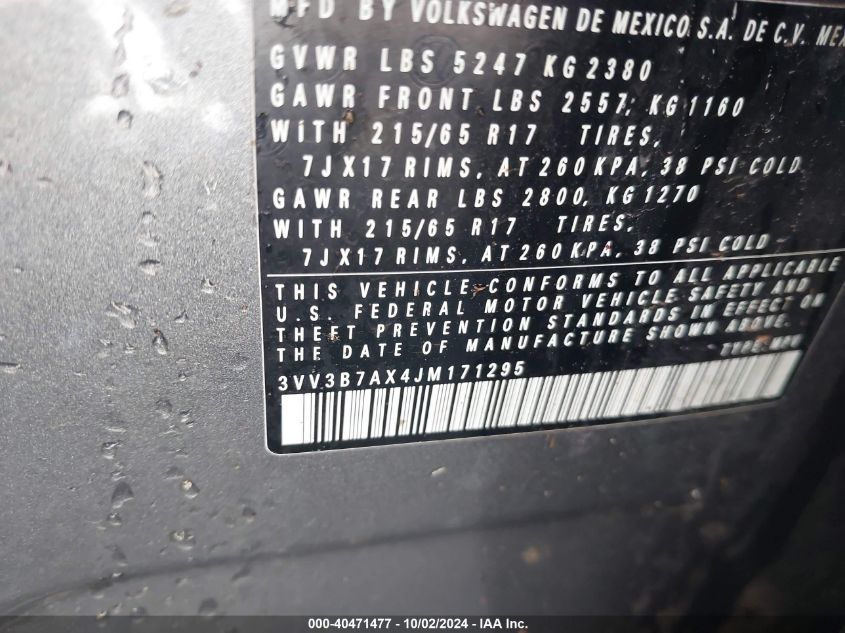 MFD BY VOLKSWAGEN DE MEXICO S.A. DE C.V. MEX
GVWR LBS 5247 KG 2380
GAWR FRONT LBS 2557, KG 1160
WITH 215/65 R17 TIRES,
7JX17 RIMS, AT 260 KPA, 38 PSI COLD
GAWR REAR LBS 2800, KG 1270
WITH 215/65 R17 TIRES,
7JX17 RIMS, AT 260 KPA, 38 PSI COLD
THIS VEHICLE CONFORMS TO ALL APPLICABLE
U.S. FEDERAL MOTOR VEHICLE SAFETY AND
THEFT PREVENTION STANDARDS IN EFFECT ON
THE DATE OF MANUFACTURE SHOWN ABOVE.
TYPE: MPV
3VV3B7AX4JM171295
000-40471477 - 10/02/2024 - IAA Inc.